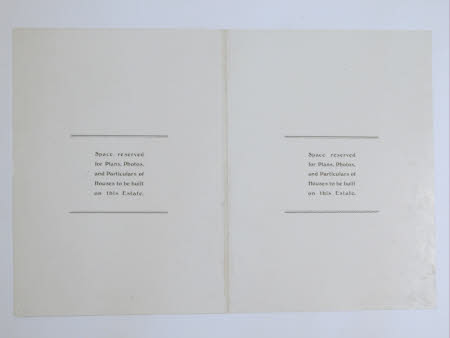 Space reserved
for Plans, Photos,
and Particulars of
Houses to be built
on this Estate.
Space reserved
for Plans, Photos,
and Particulars of
Houses to be built
on this Estate.